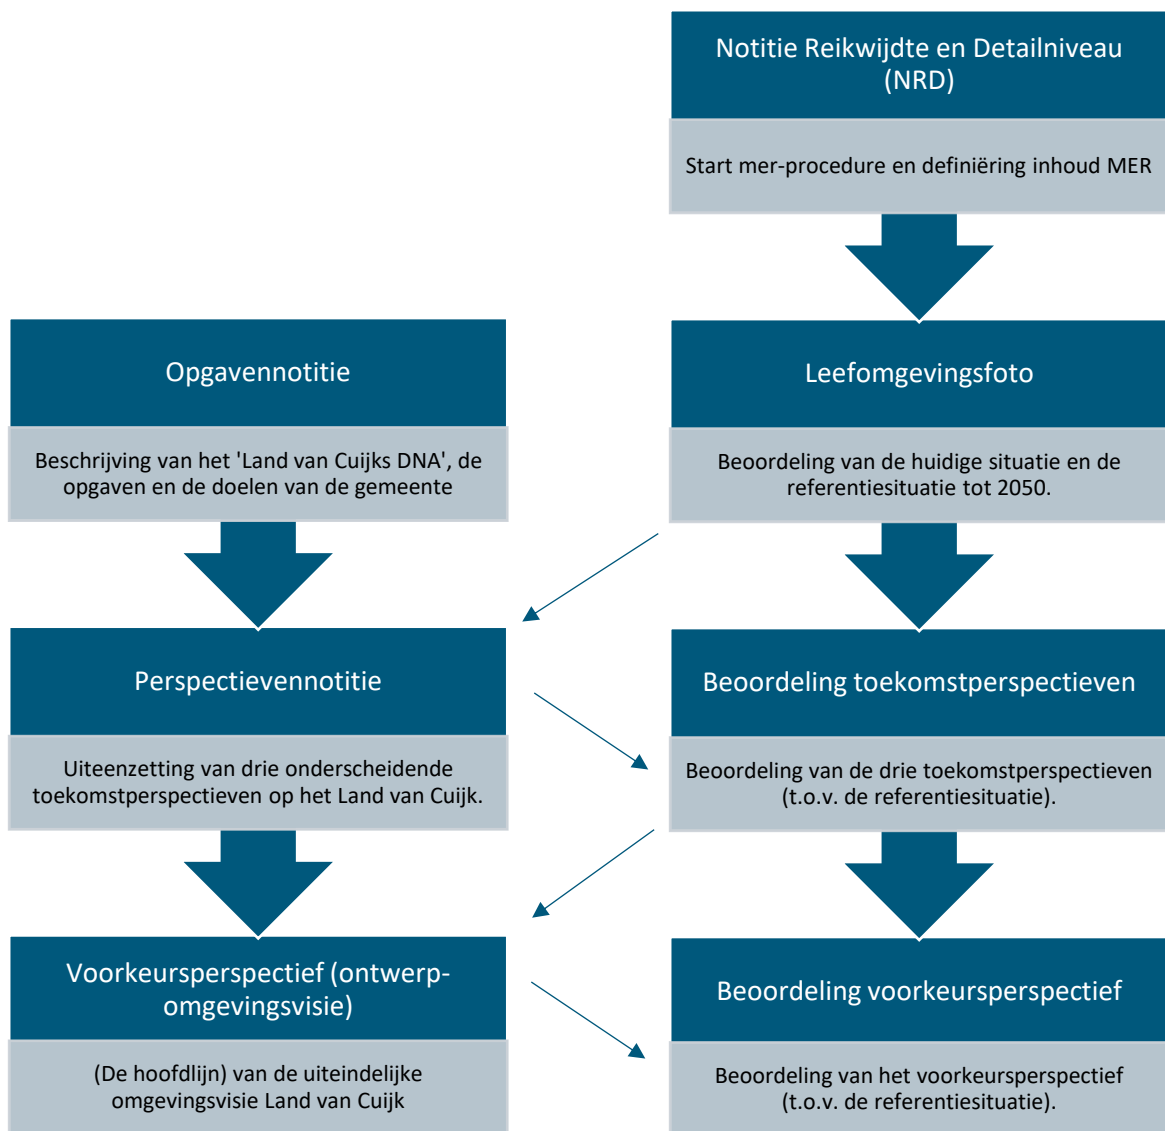 Notitie Reikwijdte en Detailniveau
(NRD)
Start mer-procedure en definiëring inhoud MER
Opgavennotitie
Beschrijving van het 'Land van Cuijks DNA', de
opgaven en de doelen van de gemeente
Leefomgevingsfoto
Beoordeling van de huidige situatie en de
referentiesituatie tot 2050.
Perspectievennotitie
Uiteenzetting van drie onderscheidende
toekomstperspectieven op het Land van Cuijk.
Beoordeling toekomstperspectieven
Beoordeling van de drie toekomstperspectieven
(t.o.v. de referentiesituatie).
Voorkeursperspectief (ontwerp-
omgevingsvisie)
(De hoofdlijn) van de uiteindelijke
omgevingsvisie Land van Cuijk
Beoordeling voorkeursperspectief
Beoordeling van het voorkeursperspectief
(t.o.v. de referentiesituatie).